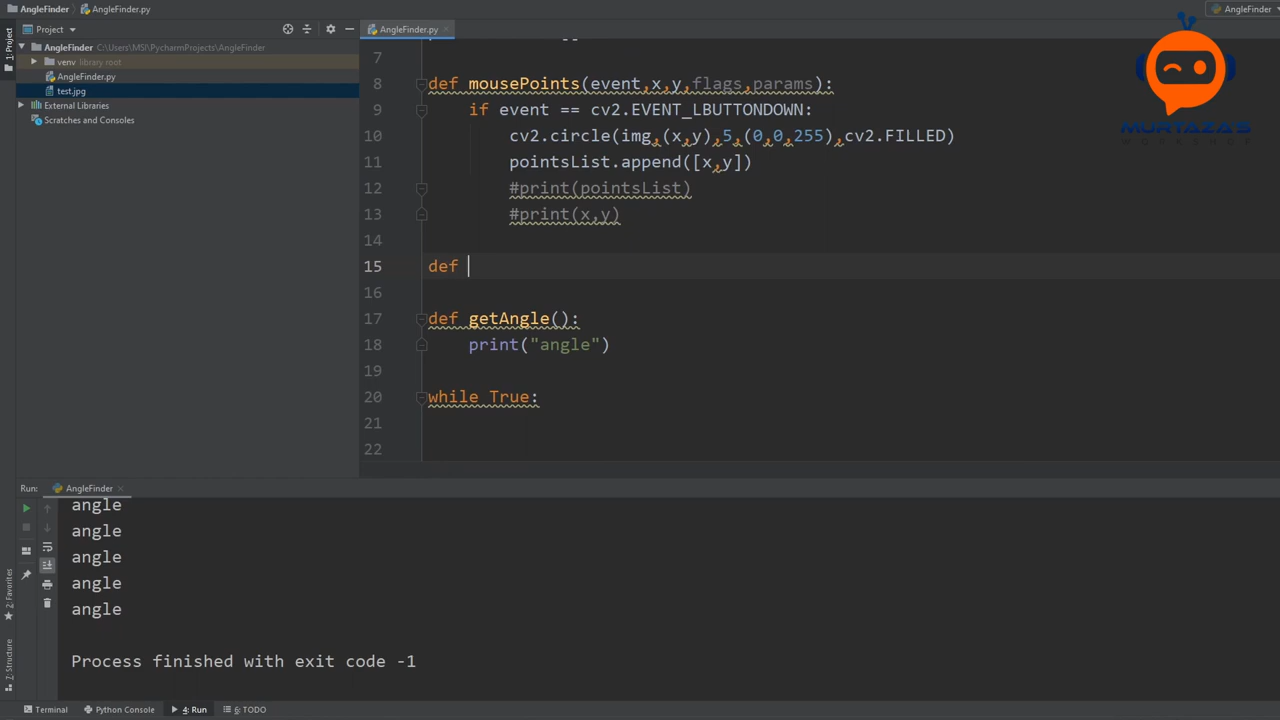 AngleFinder
AngleFinder.py
AngleFinder
Project
AngleFinder.py
1: Project
AngleFinder C:\Users\MSI\PycharmProjects\AngleFinder
venv library root
AngleFinder.py
test.jpg
External Libraries
Scratches and Consoles
7
8 def mousePoints(event,x,y,flags,params):
9 if event == cv2.EVENT_LBUTTONDOWN:
10 cv2.circle(img,(x,y),5,(0,0,255),cv2.FILLED)
11 pointsList.append([x,y])
12 #print(pointsList)
13 #print(x,y)
14
15 def
16
17 def getAngle():
18 print("angle")
19
20 while True:
21
22
MURTAZAS
WORKSHOP
Run: AngleFinder
angle
angle
angle
angle
angle
Process finished with exit code -1
2: Favorites
7: Structure
Terminal
Python Console
4: Run
6: TODO